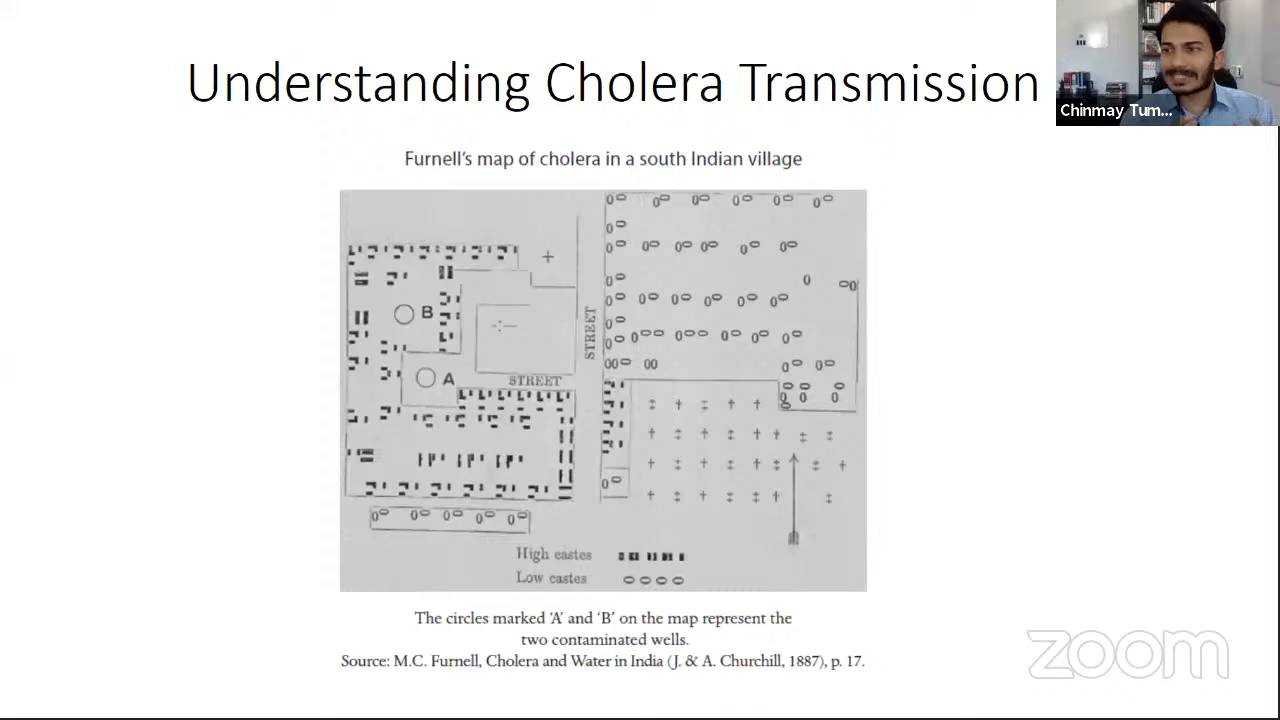 Understanding Cholera Transmission
Chinmay Tum...
Furnell's map of cholera in a south Indian village
B
A
STREET
STREET
High castes
Low castes
The circles marked 'A' and 'B' on the map represent the
two contaminated wells.
Source: M.C. Furnell, Cholera and Water in India (J. & A. Churchill, 1887), p. 17.
zoom